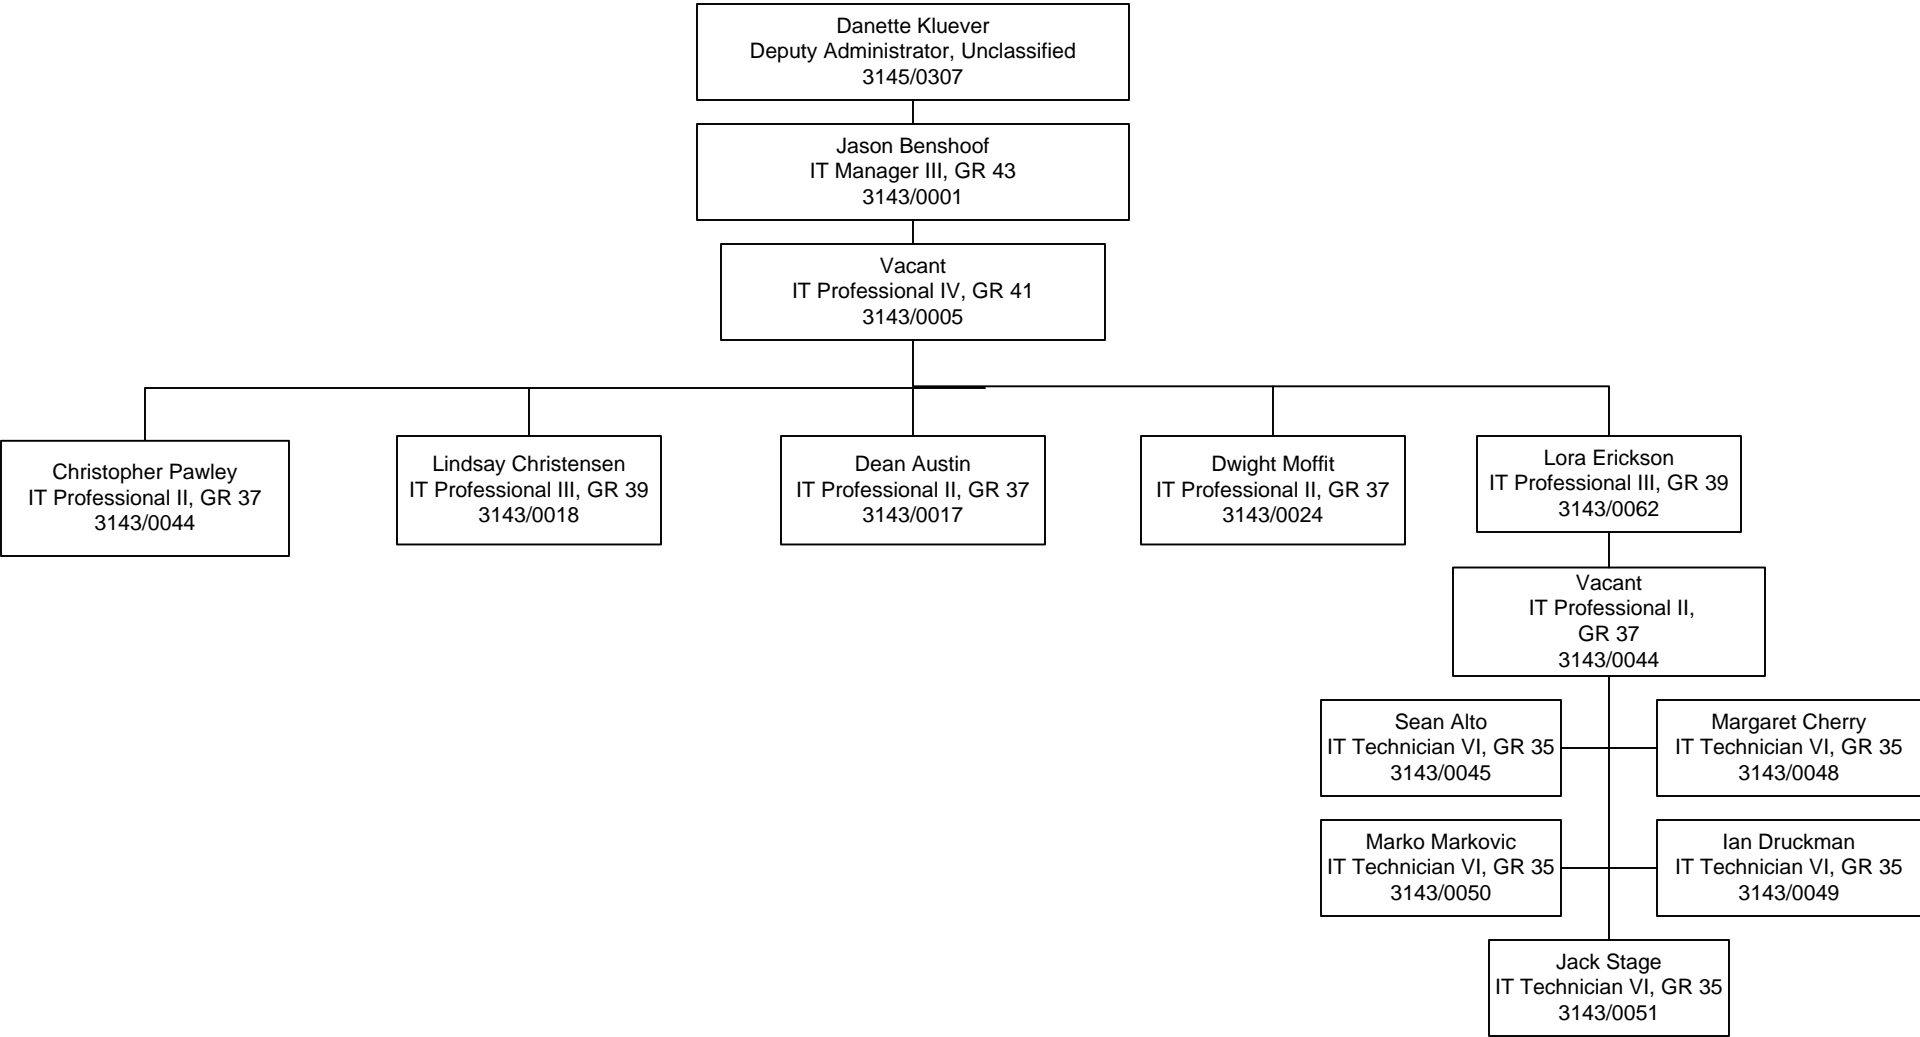 Danette Kluever
Deputy Administrator, Unclassified
3145/0307
Jason Benshoof
IT Manager III, GR 43
3143/0001
Vacant
IT Professional IV, GR 41
3143/0005
Christopher Pawley
IT Professional II, GR 37
3143/0044
Lindsay Christensen
IT Professional III, GR 39
3143/0018
Dean Austin
IT Professional II, GR 37
3143/0017
Dwight Moffit
IT Professional II, GR 37
3143/0024
Lora Erickson
IT Professional III, GR 39
3143/0062
Vacant
IT Professional II,
GR 37
3143/0044
Sean Alto
IT Technician VI, GR 35
3143/0045
Margaret Cherry
IT Technician VI, GR 35
3143/0048
Marko Markovic
IT Technician VI, GR 35
3143/0050
Ian Druckman
IT Technician VI, GR 35
3143/0049
Jack Stage
IT Technician VI, GR 35
3143/0051